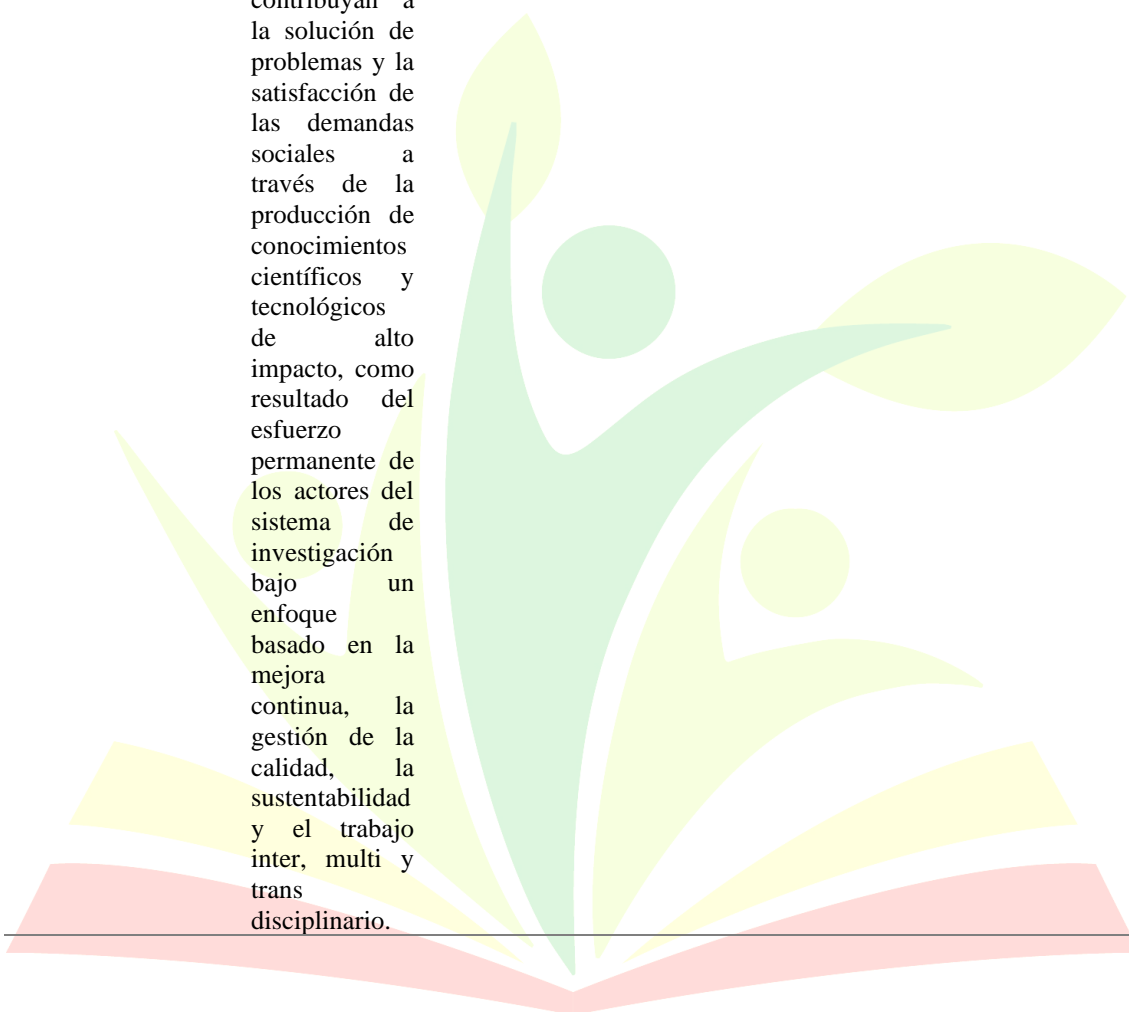 contribuyan a
la solución de
problemas y la
satisfacción de
las demandas
sociales a
través de la
producción de
conocimientos
científicos y
tecnológicos
de alto
impacto, como
resultado del
esfuerzo
permanente de
los actores del
sistema de
investigación
bajo un
enfoque
basado en la
mejora
continua, la
gestión de la
calidad, la
sustentabilidad
y el trabajo
inter, multi y
trans
disciplinario.